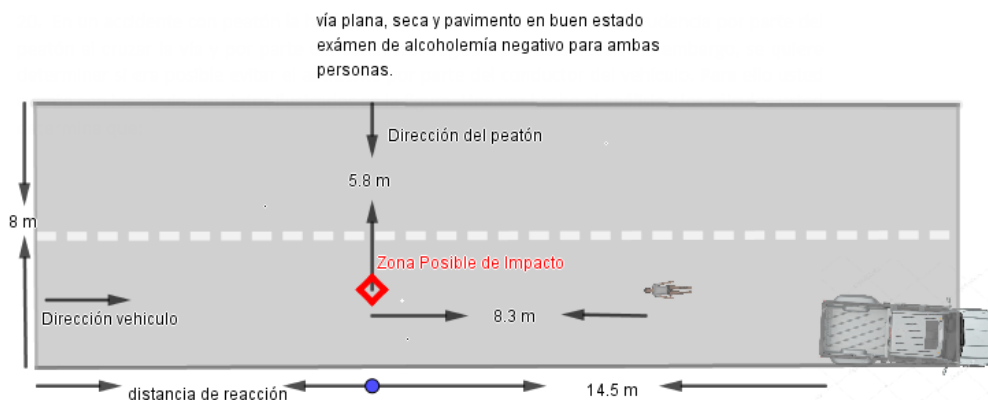 vía plana, seca y pavimento en buen estado
exámen de alcoholemía negativo para ambas
personas.
Dirección del peatón
5.8 m
8 m
Zona Posible de Impacto
Dirección vehiculo
8.3 m
distancia de reacción
14.5 m